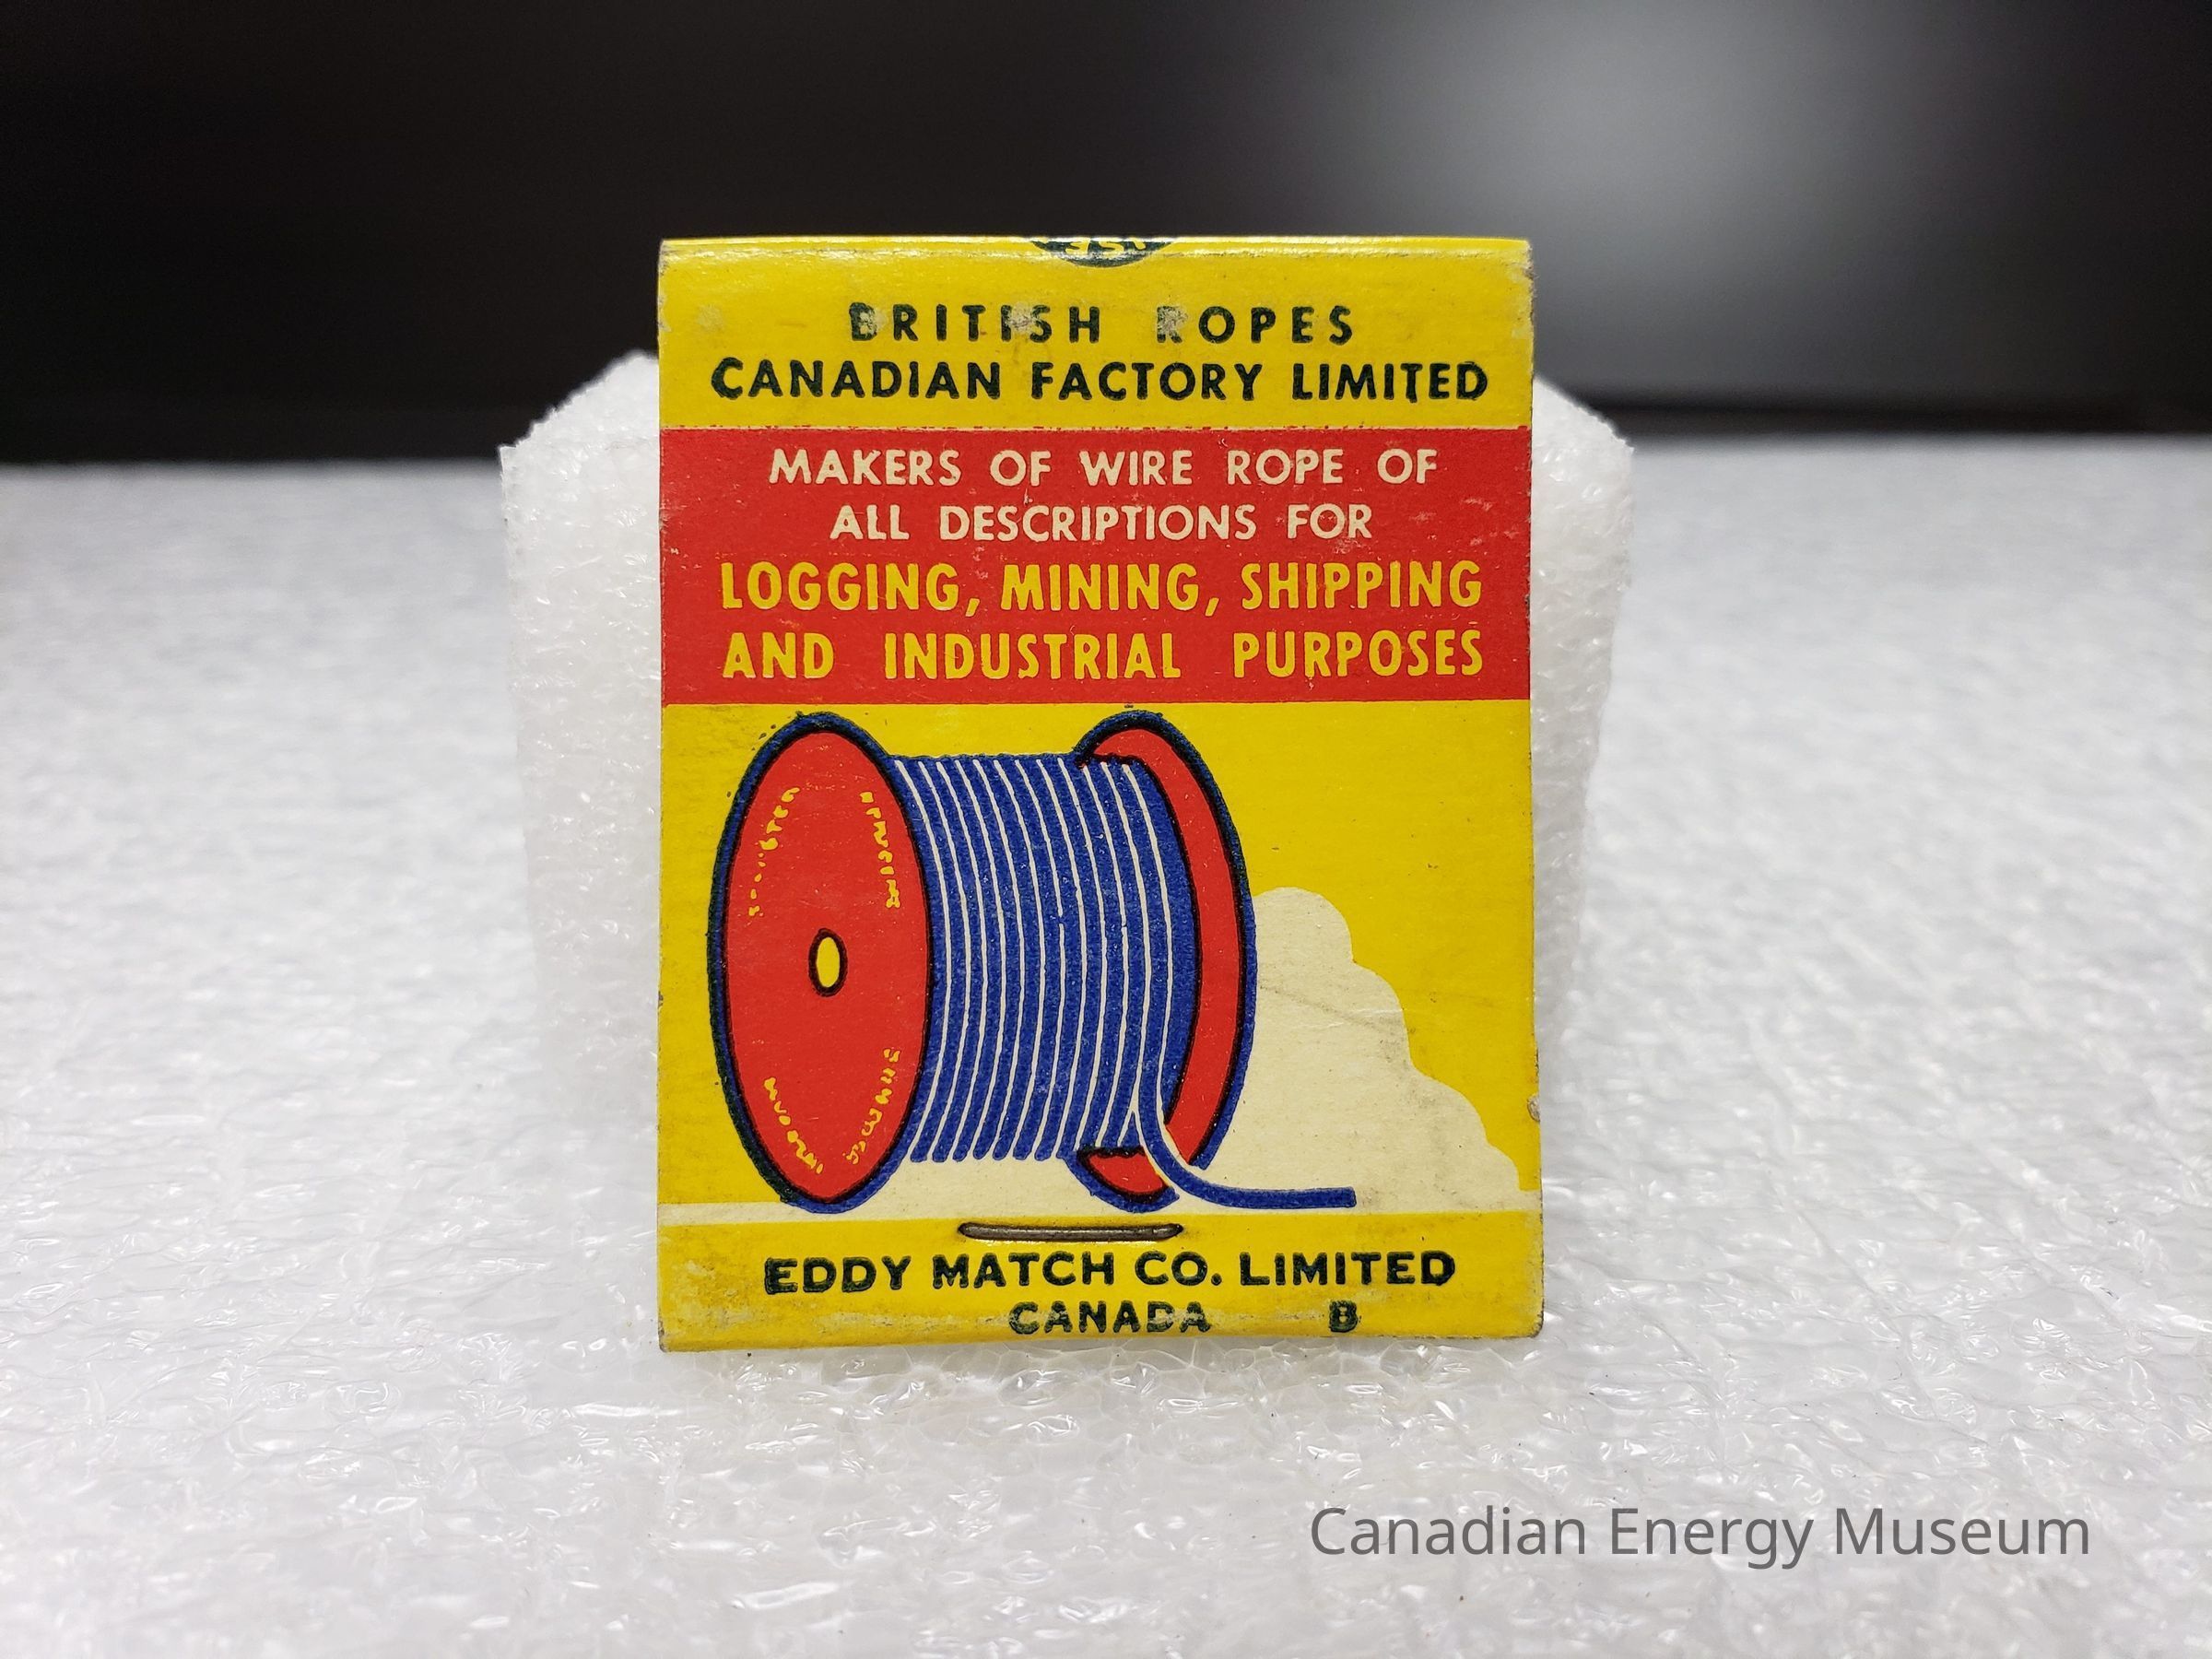 BRITISH ROPES
CANADIAN FACTORY LIMITED
MAKERS OF WIRE ROPE OF
ALL DESCRIPTIONS FOR
LOGGING, MINING, SHIPPING
AND INDUSTRIAL PURPOSES
EDDY MATCH CO. LIMITED
CANADA B
Canadian Energy Museum